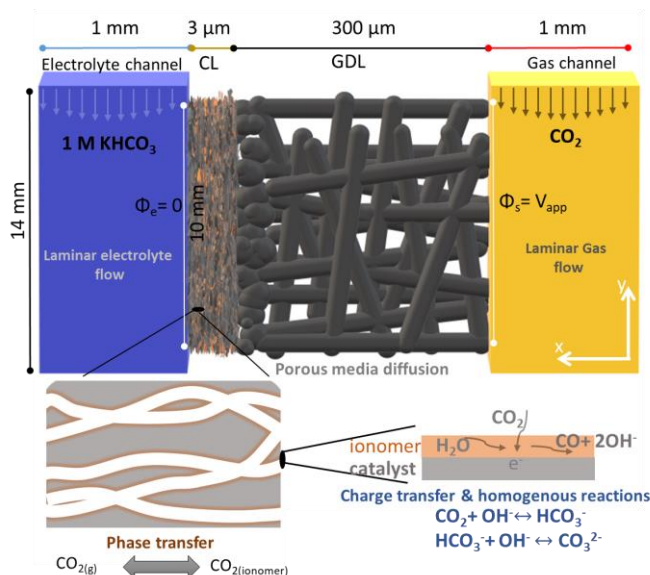 1 mm 3 μm 300 μm 1 mm
Electrolyte channel CL GDL Gas channel
1 M KHCO₃ CO₂
14 mm
Φₑ= 0
10 mm
Φₛ= Vₐₚₚ
Laminar electrolyte
flow
Laminar Gas
flow
y
x
Porous media diffusion
CO₂
ionomer H₂O CO+ 2OH⁻
catalyst e⁻
Charge transfer & homogenous reactions
CO₂+ OH⁻↔ HCO₃⁻
HCO₃⁻+ OH⁻ ↔ CO₃²⁻
Phase transfer
CO₂₍g₎ CO₂₍ionomer₎